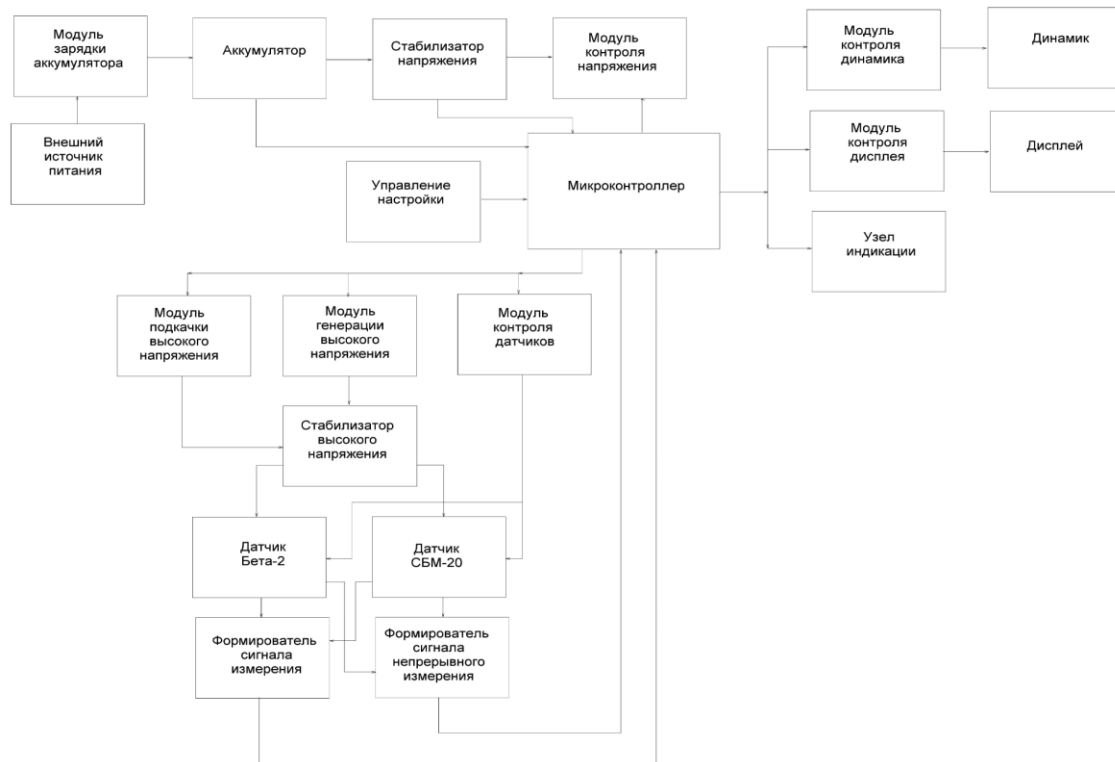 Модуль
зарядки
аккумулятора
Аккумулятор
Стабилизатор
напряжения
Модуль
контроля
напряжения
Модуль
контроля
динамика
Динамик
Внешний
источник
питания
Управление
настройки
Микроконтроллер
Модуль
контроля
дисплея
Дисплей
Узел
индикации
Модуль
подкачки
высокого
напряжения
Модуль
генерации
высокого
напряжения
Модуль
контроля
датчиков
Стабилизатор
высокого
напряжения
Датчик
Бета-2
Датчик
СБМ-20
Формирователь
сигнала
измерения
Формирователь
сигнала
непрерывного
измерения